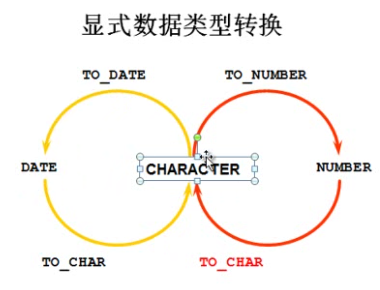 显式数据类型转换
TO_DATE
TO_NUMBER
DATE
CHARACTER
NUMBER
TO_CHAR
TO_CHAR